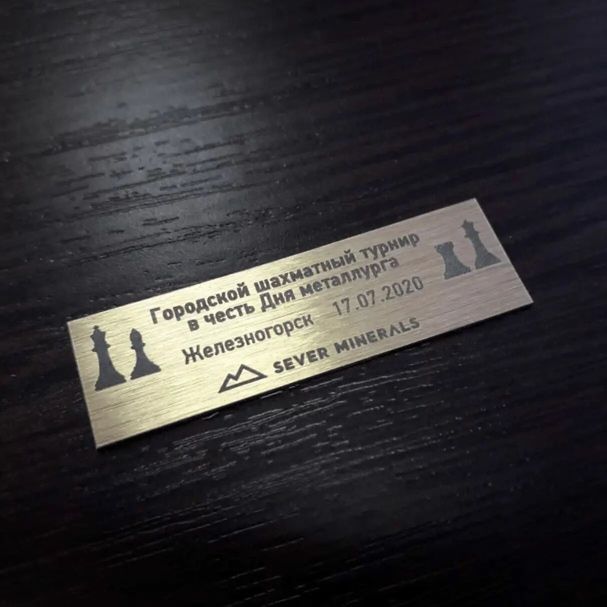 Городской шахматный турнир
в честь Дня металлурга
Железногорск 17.07.2020
SEVER MINERALS